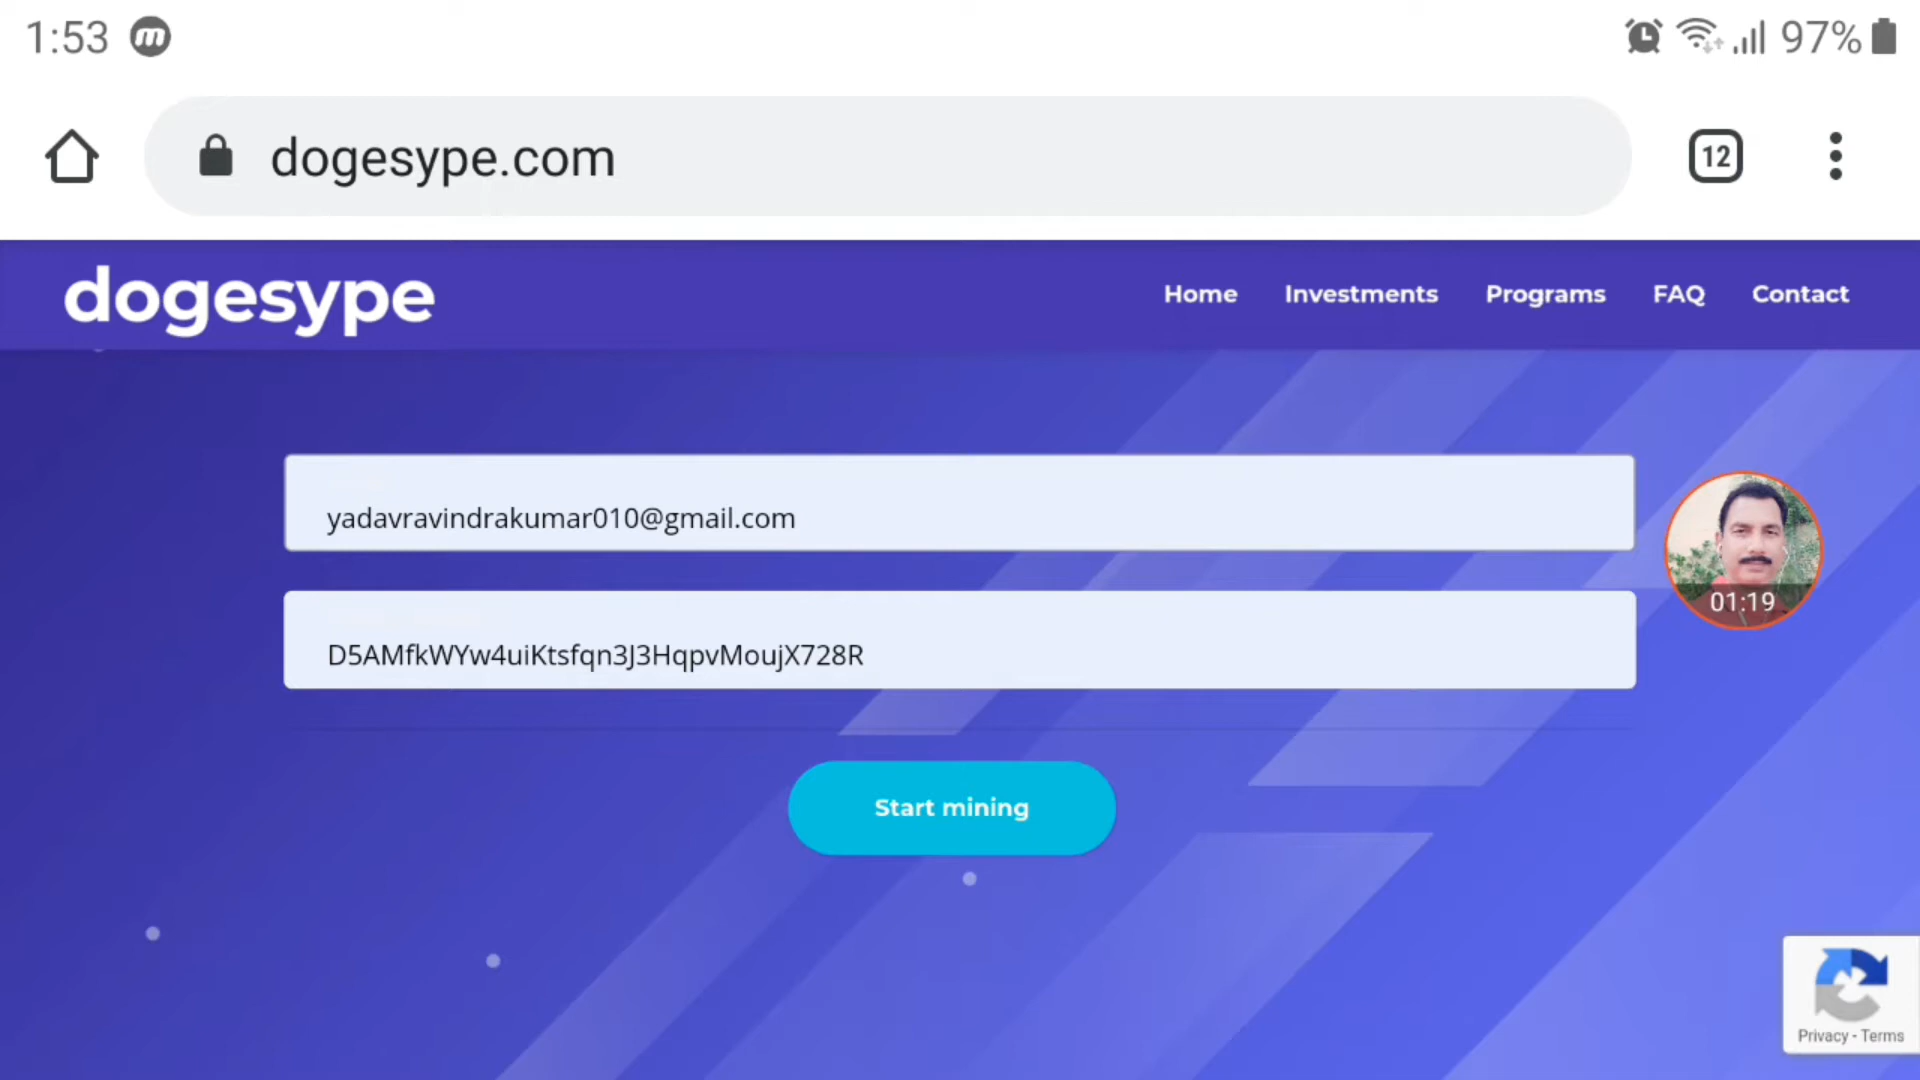 1:53
97%
dogesype.com
12
dogesype
Home Investments Programs FAQ Contact
yadavravindrakumar010@gmail.com
01:19
D5AMfkWYw4uiKtsfqn3J3HqpvMoujX728R
Start mining
Privacy - Terms